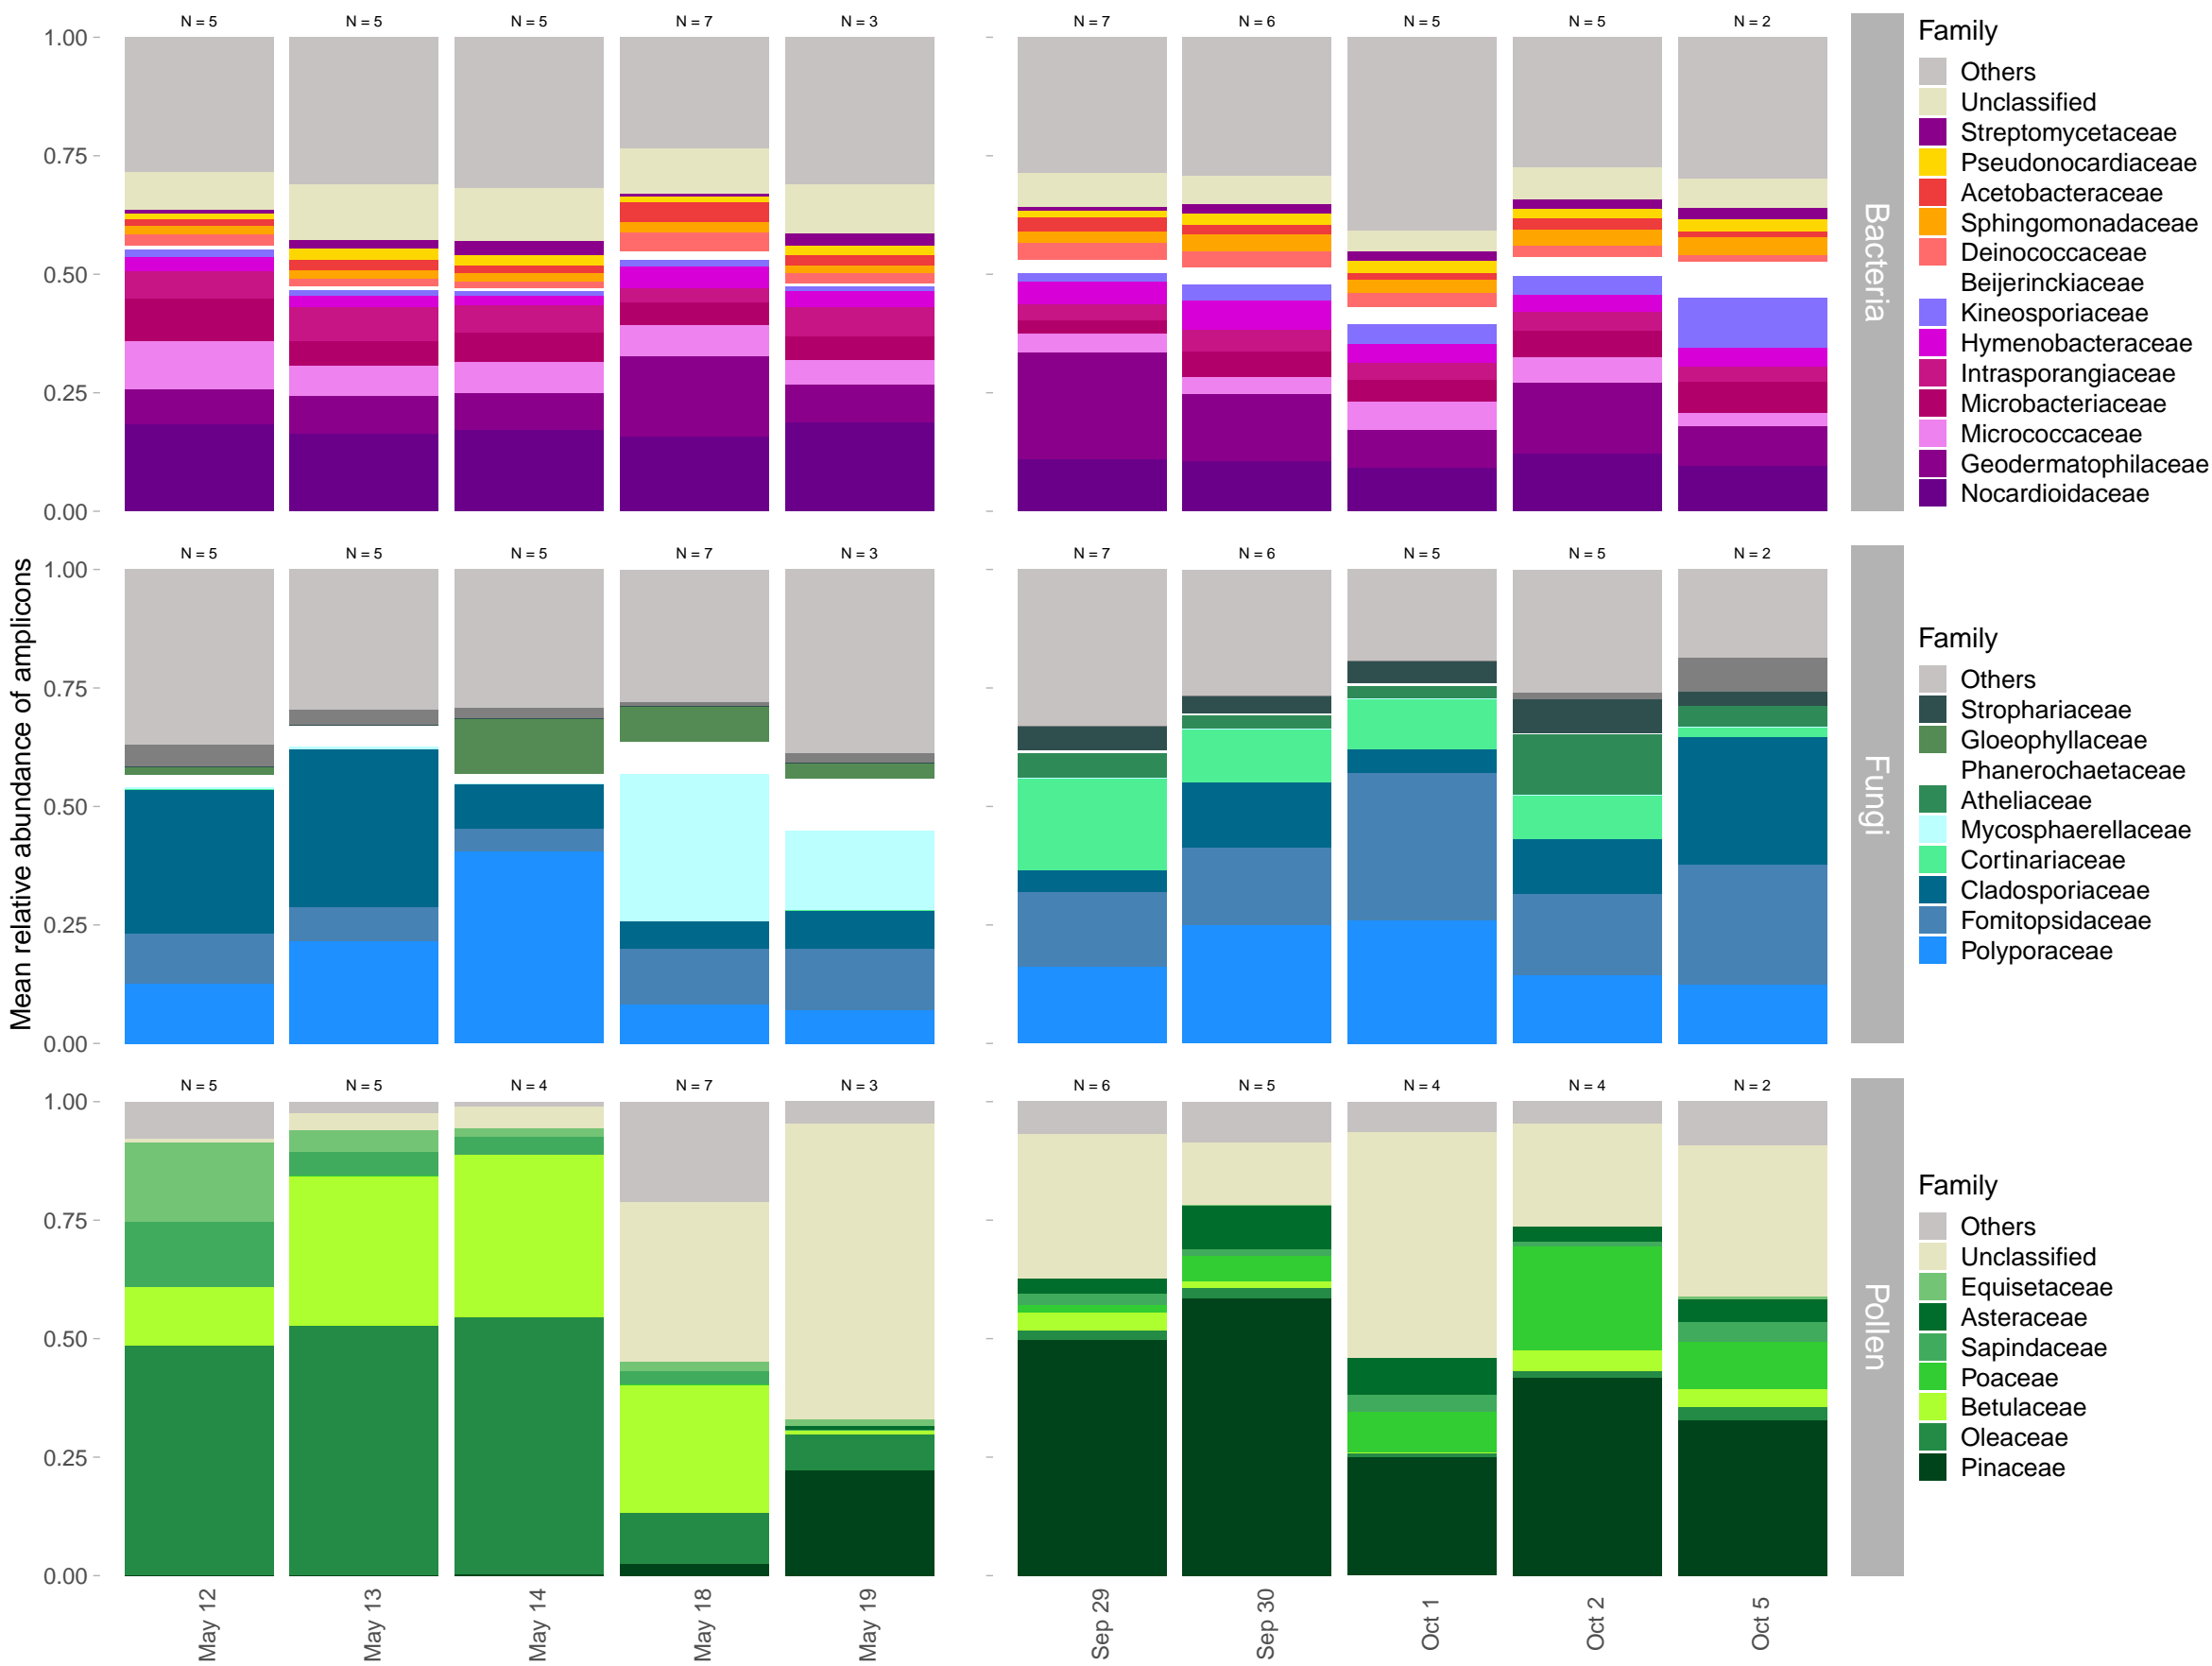 Mean relative abundance of amplicons
N = 5 N = 5 N = 5 N = 7 N = 3 N = 7 N = 6 N = 5 N = 5 N = 2
1.00
0.75
0.50
0.25
0.00
Bacteria
Family
Others
Unclassified
Streptomycetaceae
Pseudonocardiaceae
Acetobacteraceae
Sphingomonadaceae
Deinococcaceae
Beijerinckiaceae
Kineosporiaceae
Hymenobacteraceae
Intrasporangiaceae
Microbacteriaceae
Micrococcaceae
Geodermatophilaceae
Nocardioidaceae
N = 5 N = 5 N = 5 N = 7 N = 3 N = 7 N = 6 N = 5 N = 5 N = 2
1.00
0.75
0.50
0.25
0.00
Fungi
Family
Others
Strophariaceae
Gloeophyllaceae
Phanerochaetaceae
Atheliaceae
Mycosphaerellaceae
Cortinariaceae
Cladosporiaceae
Fomitopsidaceae
Polyporaceae
N = 5 N = 5 N = 4 N = 7 N = 3 N = 6 N = 5 N = 4 N = 4 N = 2
1.00
0.75
0.50
0.25
0.00
Pollen
Family
Others
Unclassified
Equisetaceae
Asteraceae
Sapindaceae
Poaceae
Betulaceae
Oleaceae
Pinaceae
May 12
May 13
May 14
May 18
May 19
Sep 29
Sep 30
Oct 1
Oct 2
Oct 5